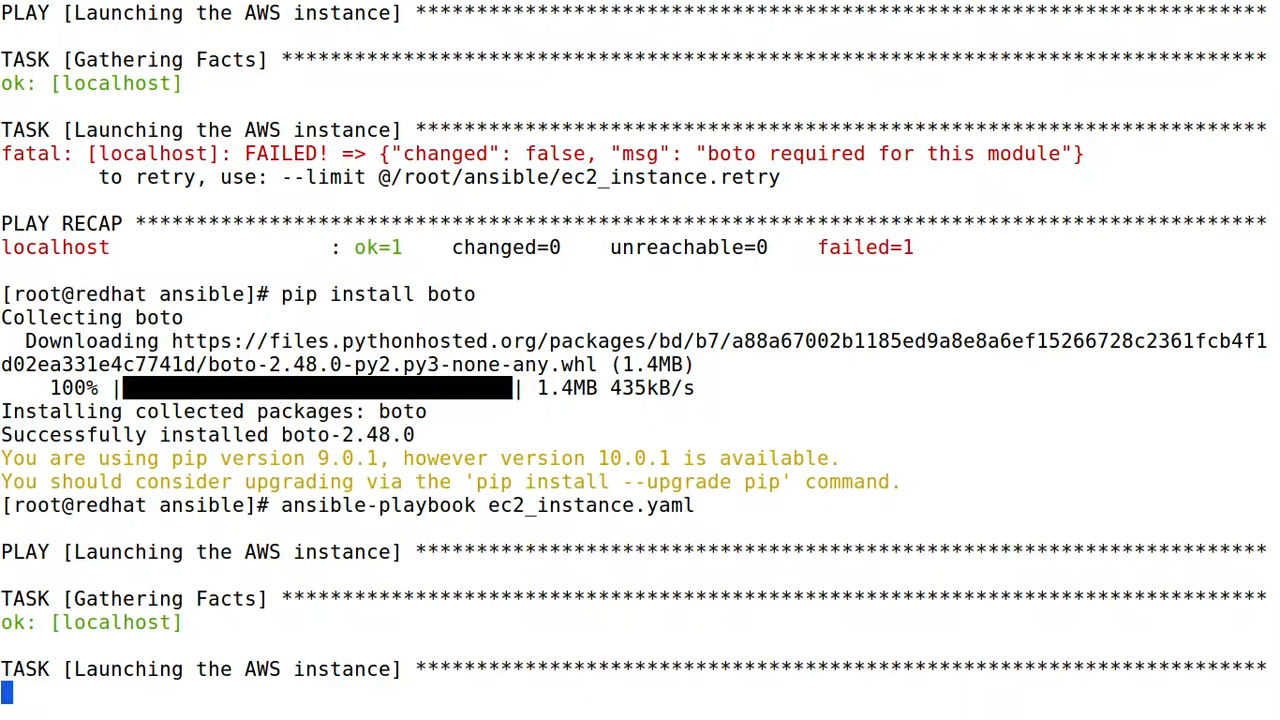 PLAY [Launching the AWS instance] **********************************************************************
TASK [Gathering Facts] *********************************************************************************
ok: [localhost]
TASK [Launching the AWS instance] **********************************************************************
fatal: [localhost]: FAILED! => {"changed": false, "msg": "boto required for this module"}
to retry, use: --limit @/root/ansible/ec2_instance.retry
PLAY RECAP *********************************************************************************************
localhost : ok=1 changed=0 unreachable=0 failed=1
[root@redhat ansible]# pip install boto
Collecting boto
Downloading https://files.pythonhosted.org/packages/bd/b7/a88a67002b1185ed9a8e8a6ef15266728c2361fcb4f1
d02ea331e4c7741d/boto-2.48.0-py2.py3-none-any.whl (1.4MB)
100% |████████████████████████████████| 1.4MB 435kB/s
Installing collected packages: boto
Successfully installed boto-2.48.0
You are using pip version 9.0.1, however version 10.0.1 is available.
You should consider upgrading via the 'pip install --upgrade pip' command.
[root@redhat ansible]# ansible-playbook ec2_instance.yaml
PLAY [Launching the AWS instance] **********************************************************************
TASK [Gathering Facts] *********************************************************************************
ok: [localhost]
TASK [Launching the AWS instance] **********************************************************************